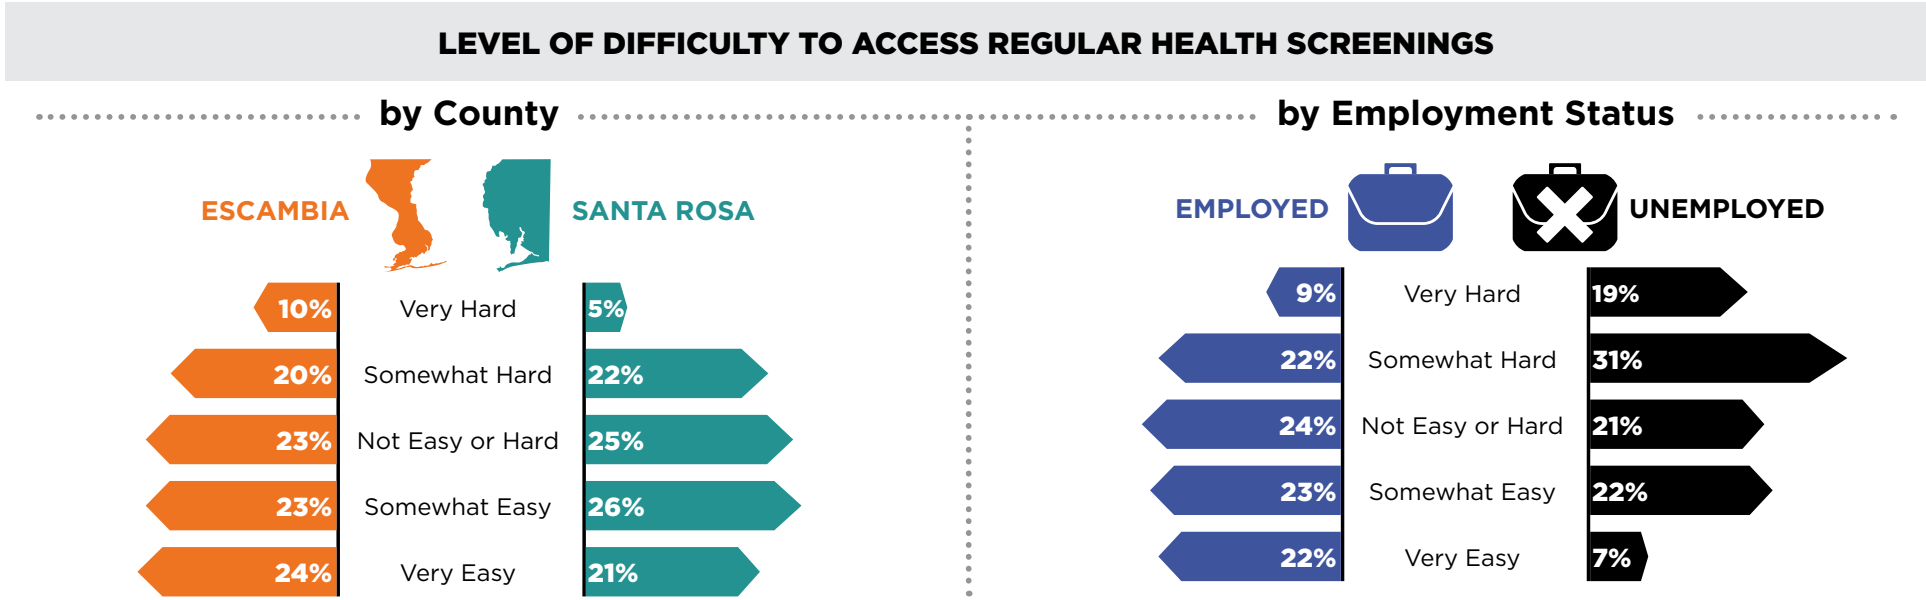 LEVEL OF DIFFICULTY TO ACCESS REGULAR HEALTH SCREENINGS
by County
ESCAMBIA SANTA ROSA
10% Very Hard 5%
20% Somewhat Hard 22%
23% Not Easy or Hard 25%
23% Somewhat Easy 26%
24% Very Easy 21%
by Employment Status
EMPLOYED UNEMPLOYED
9% Very Hard 19%
22% Somewhat Hard 31%
24% Not Easy or Hard 21%
23% Somewhat Easy 22%
22% Very Easy 7%